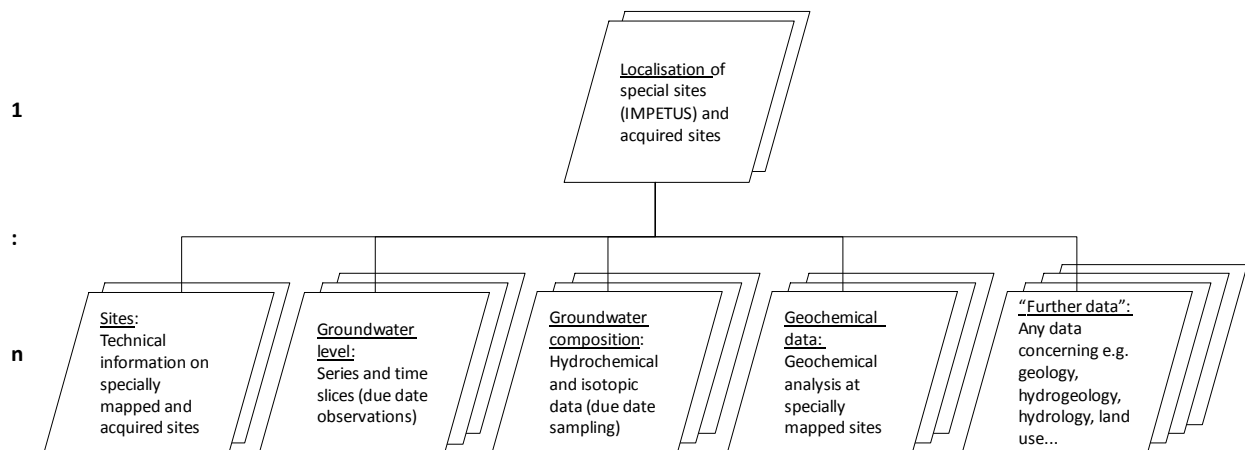 1
Localisation of
special sites
(IMPETUS) and
acquired sites
:
n
Sites:
Technical
information on
specially
mapped and
acquired sites
Groundwater
level:
Series and time
slices (due date
observations)
Groundwater
composition:
Hydrochemical
and isotopic
data (due date
sampling)
Geochemical
data:
Geochemical
analysis at
specially
mapped sites
“Further data”:
Any data
concerning e.g.
geology,
hydrogeology,
hydrology, land
use...